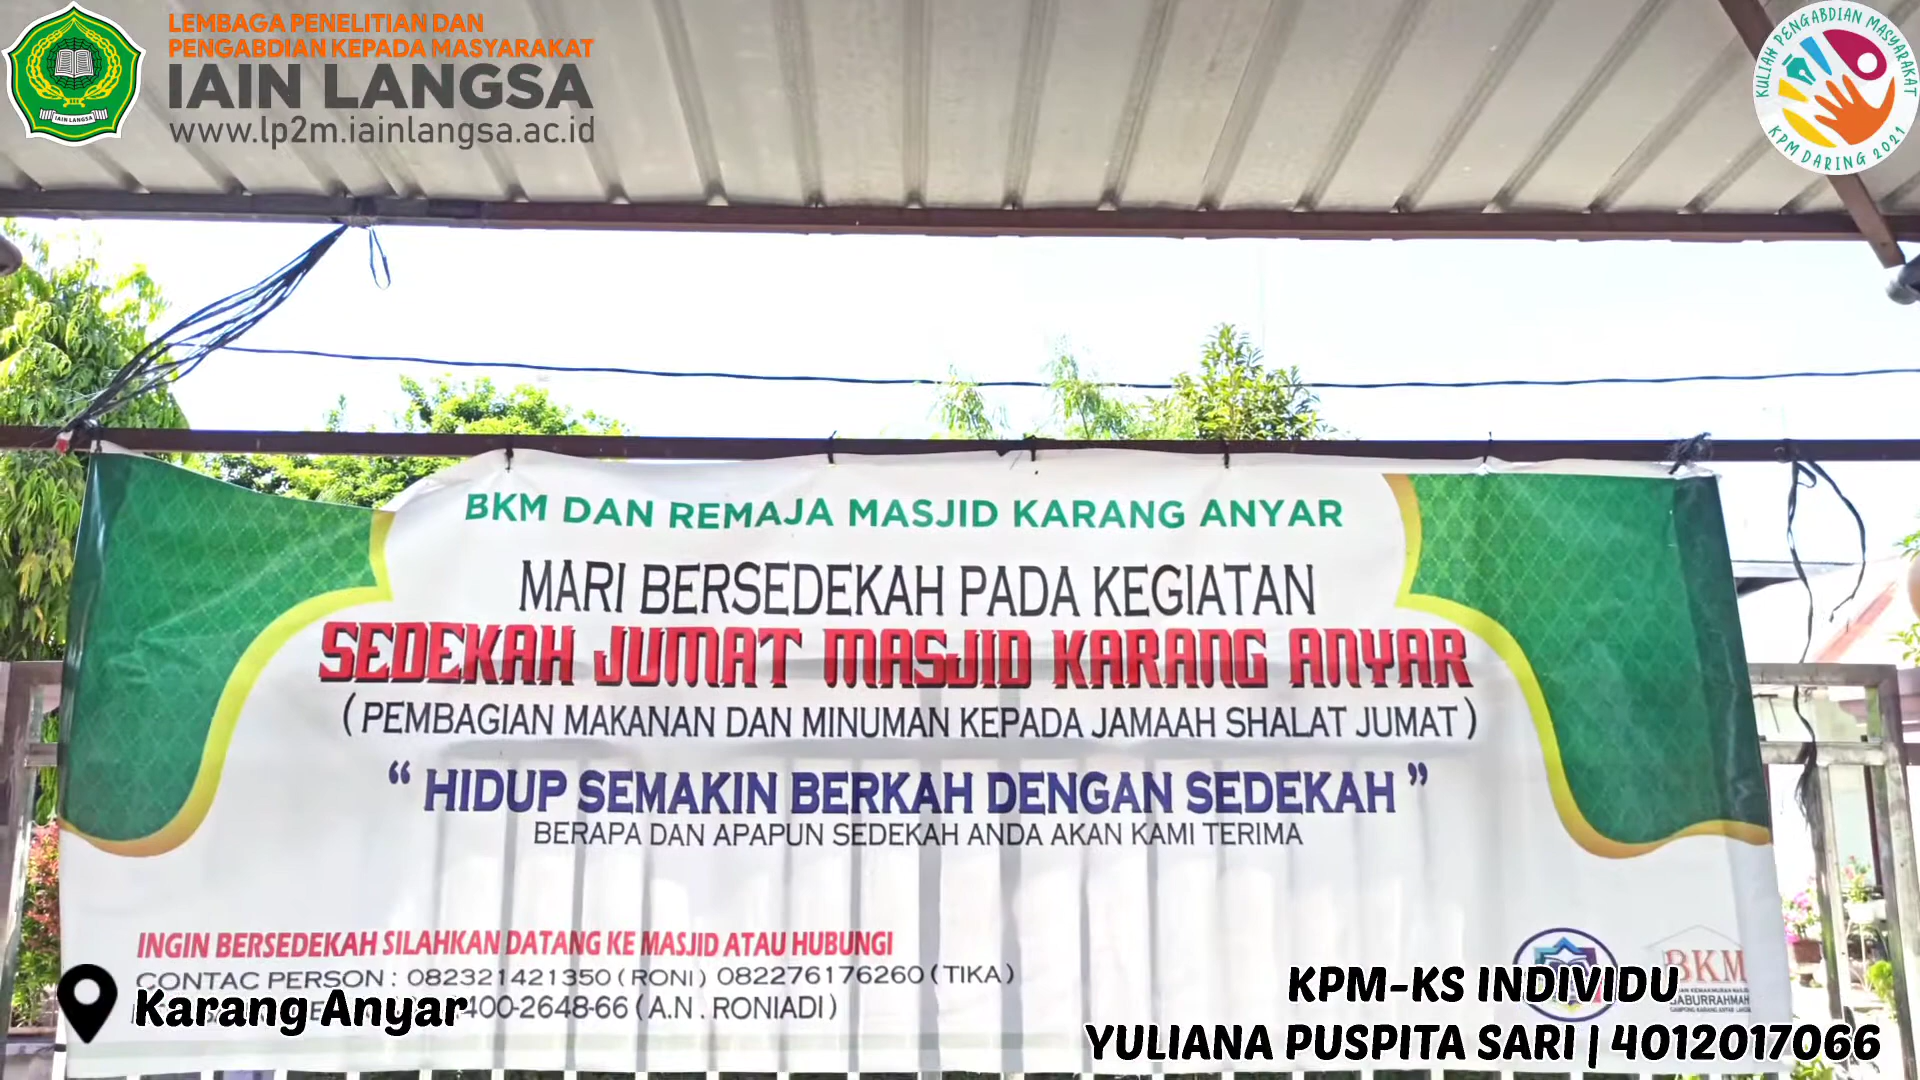 LEMBAGA PENELITIAN DAN
PENGABDIAN KEPADA MASYARAKAT
IAIN LANGSA
www.lp2m.iainlangsa.ac.id
IAIN LANGSA
KULIAH PENGABDIAN MASYARAKAT
KPM DARING 2021
BKM DAN REMAJA MASJID KARANG ANYAR
MARI BERSEDEKAH PADA KEGIATAN
SEDEKAH JUMAT MASJID KARANG ANYAR
( PEMBAGIAN MAKANAN DAN MINUMAN KEPADA JAMAAH SHALAT JUMAT )
“ HIDUP SEMAKIN BERKAH DENGAN SEDEKAH ”
BERAPA DAN APAPUN SEDEKAH ANDA AKAN KAMI TERIMA
INGIN BERSEDEKAH SILAHKAN DATANG KE MASJID ATAU HUBUNGI
CONTAC PERSON : 082321421350 ( RONI ) 082276176260 ( TIKA )
400-2648-66 ( A.N . RONIADI )
BKM
Karang Anyar
KPM-KS INDIVIDU
YULIANA PUSPITA SARI | 4012017066